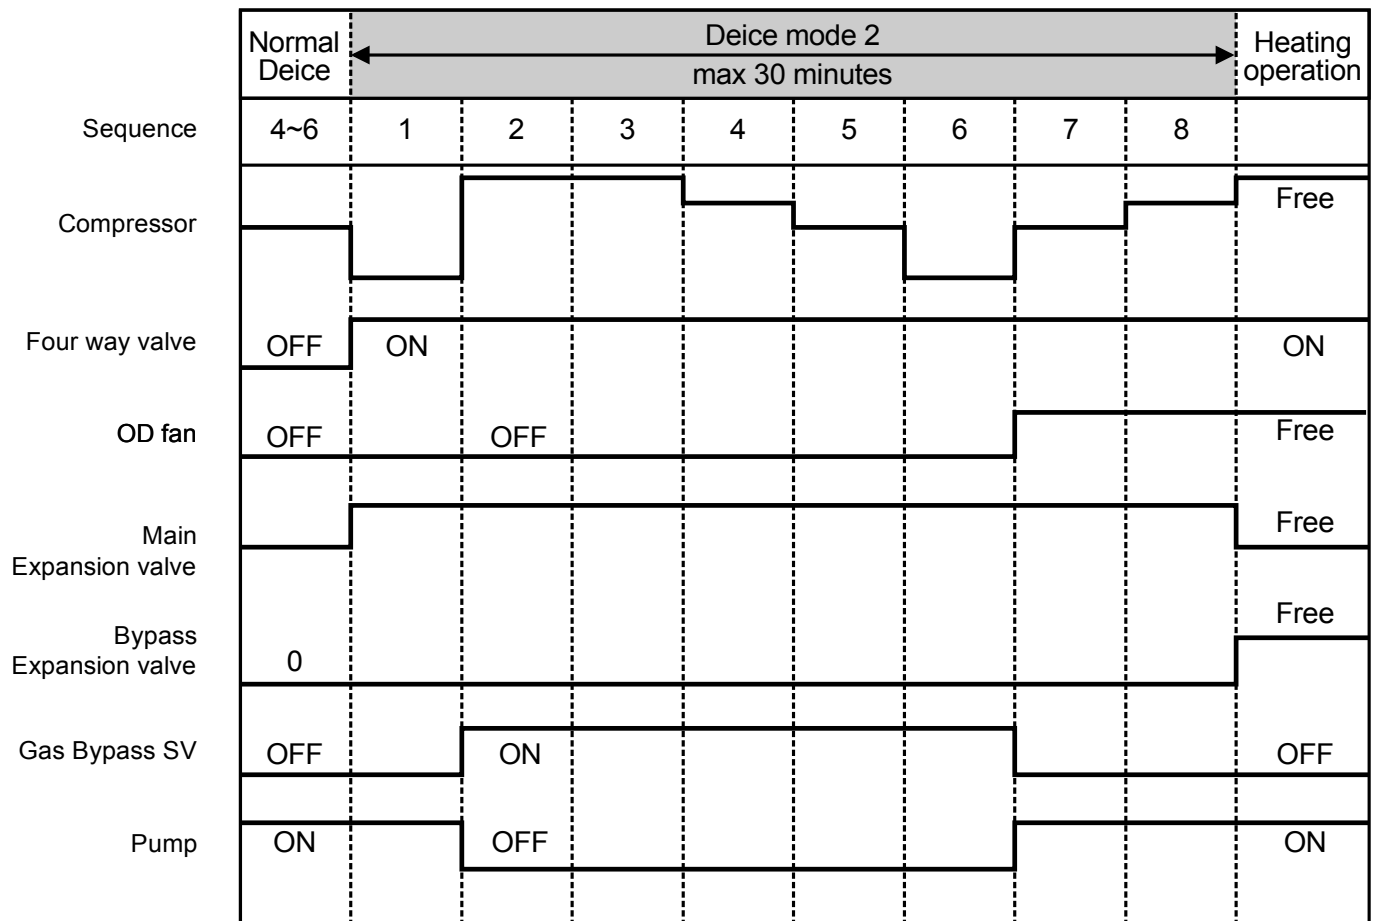 Normal
Deice
Deice mode 2
max 30 minutes
Heating
operation
Sequence 4~6 1 2 3 4 5 6 7 8
Compressor Free
Four way valve OFF ON ON
OD fan OFF OFF Free
Main
Expansion valve
Free
Bypass
Expansion valve
0
Free
Gas Bypass SV OFF ON OFF
Pump ON OFF ON